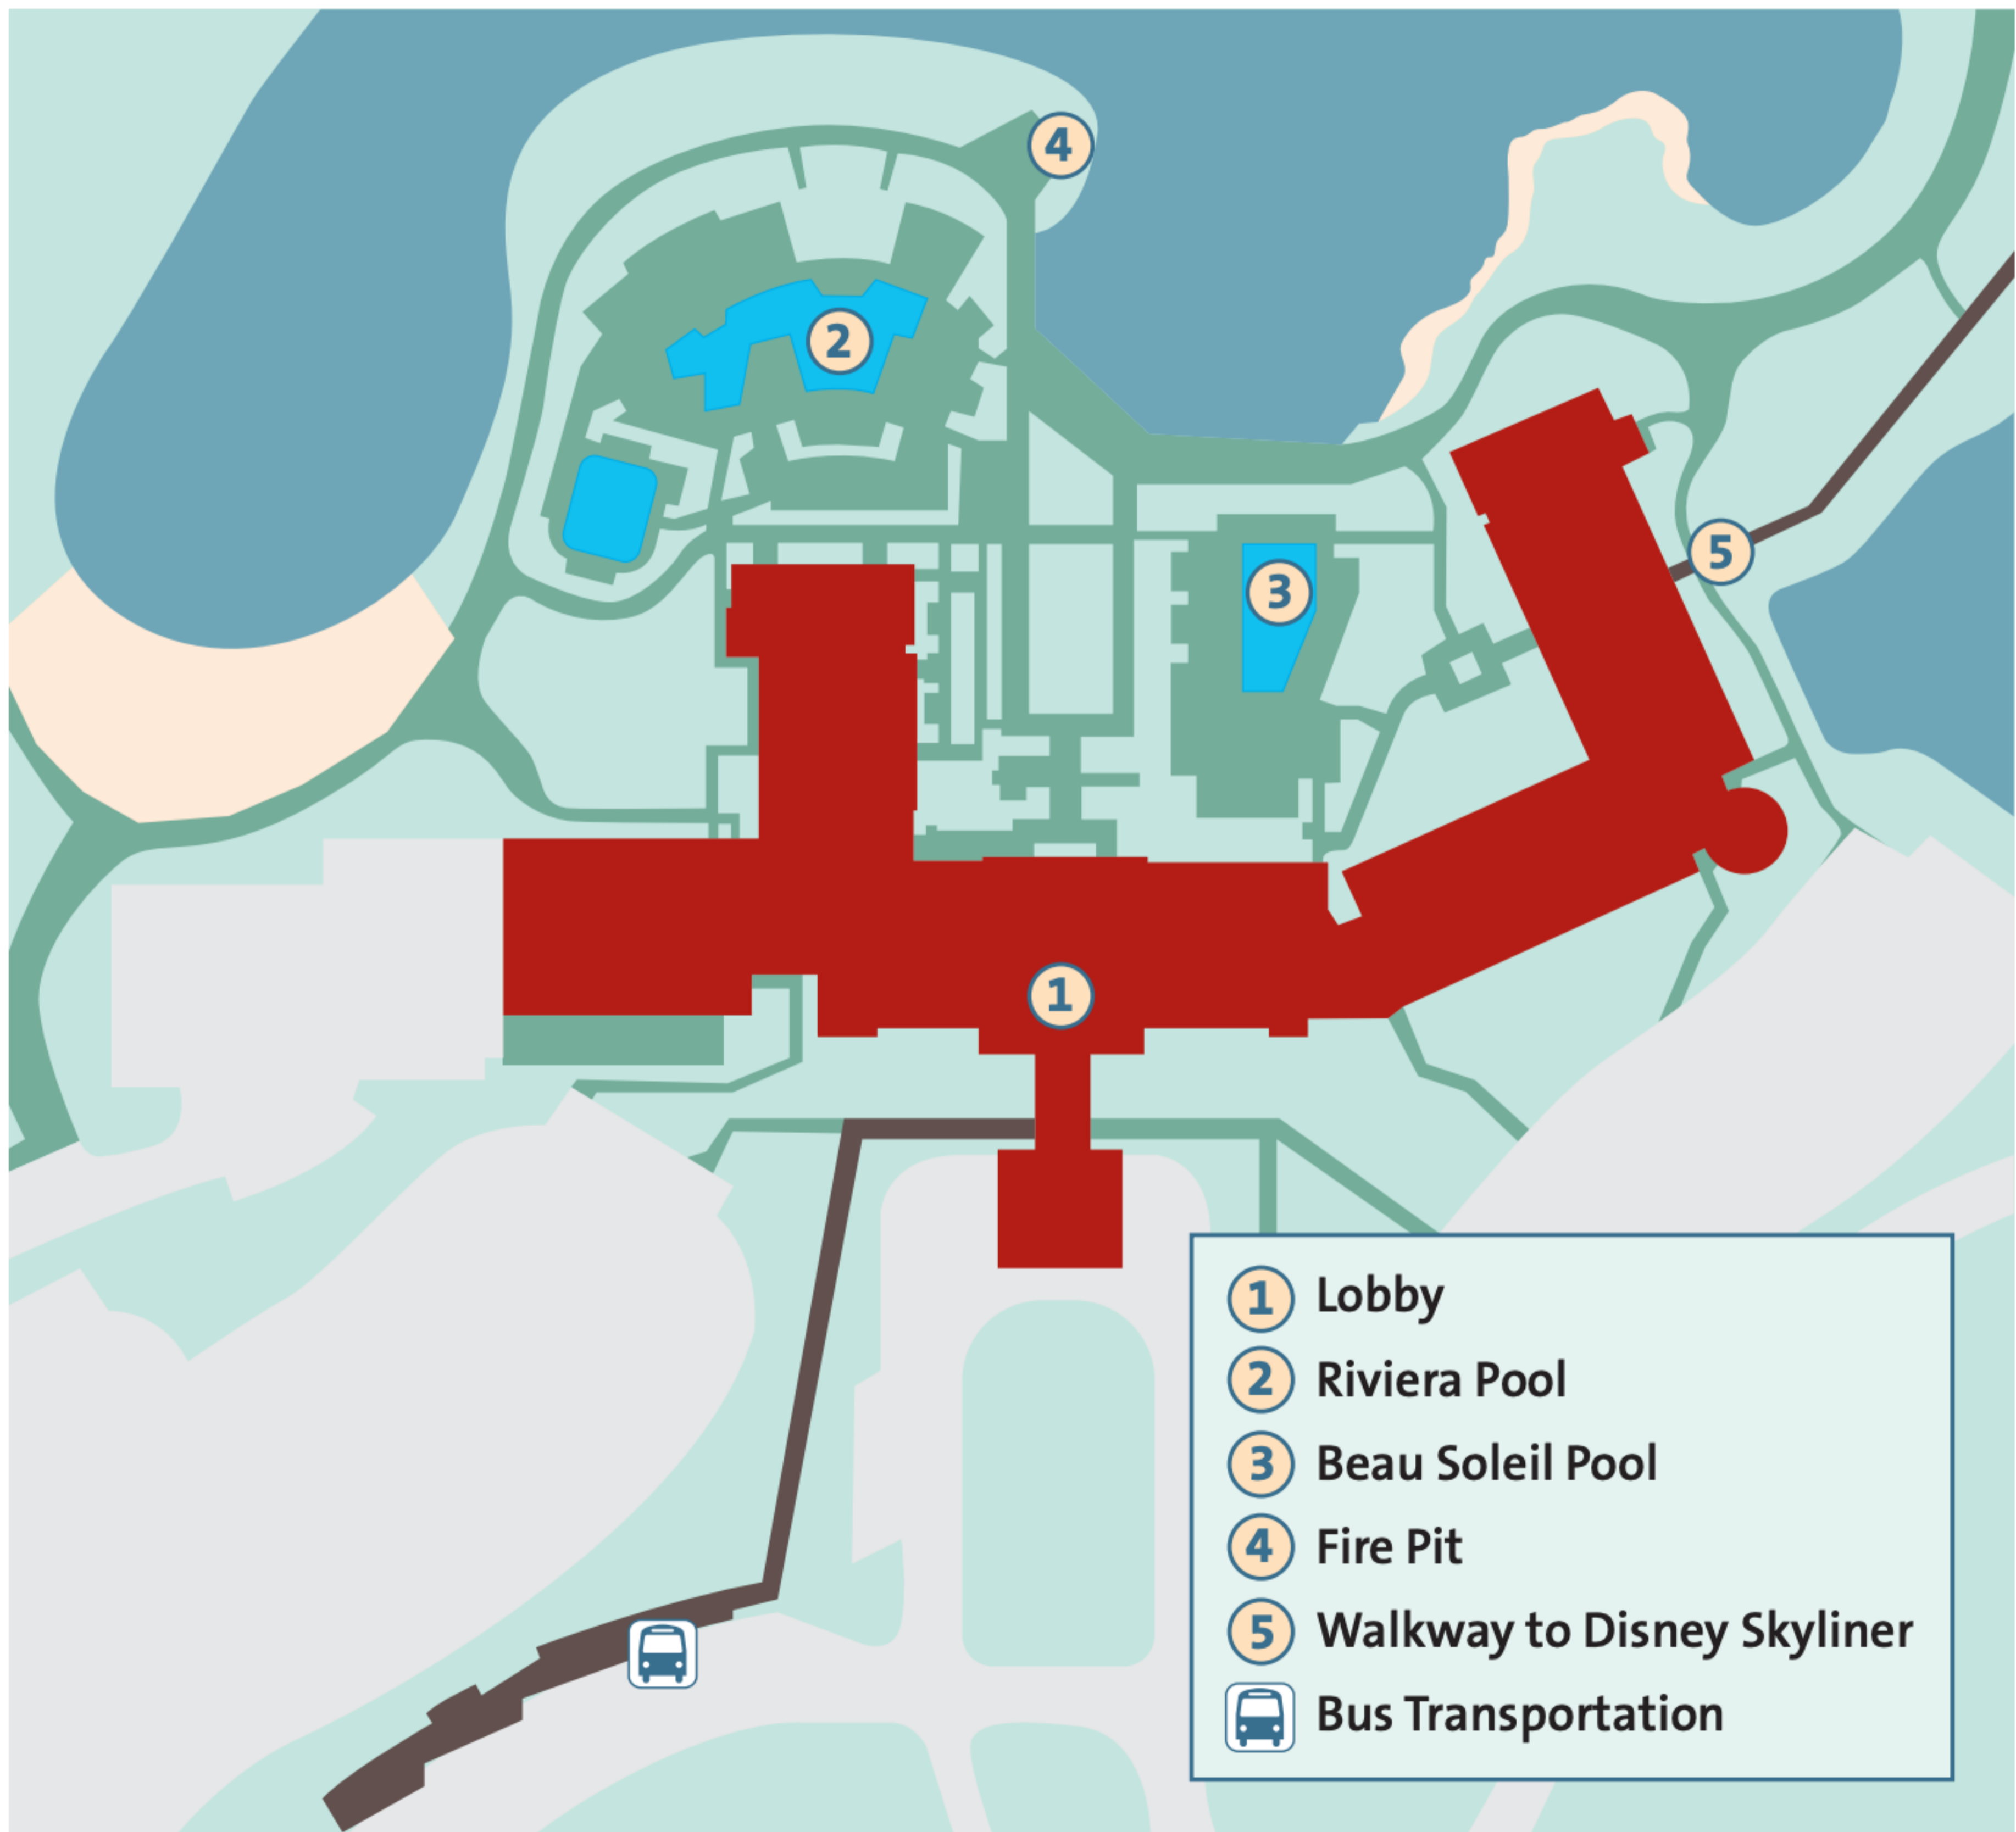 4
2
3
5
1
1 Lobby
2 Riviera Pool
3 Beau Soleil Pool
4 Fire Pit
5 Walkway to Disney Skyliner
Bus Transportation